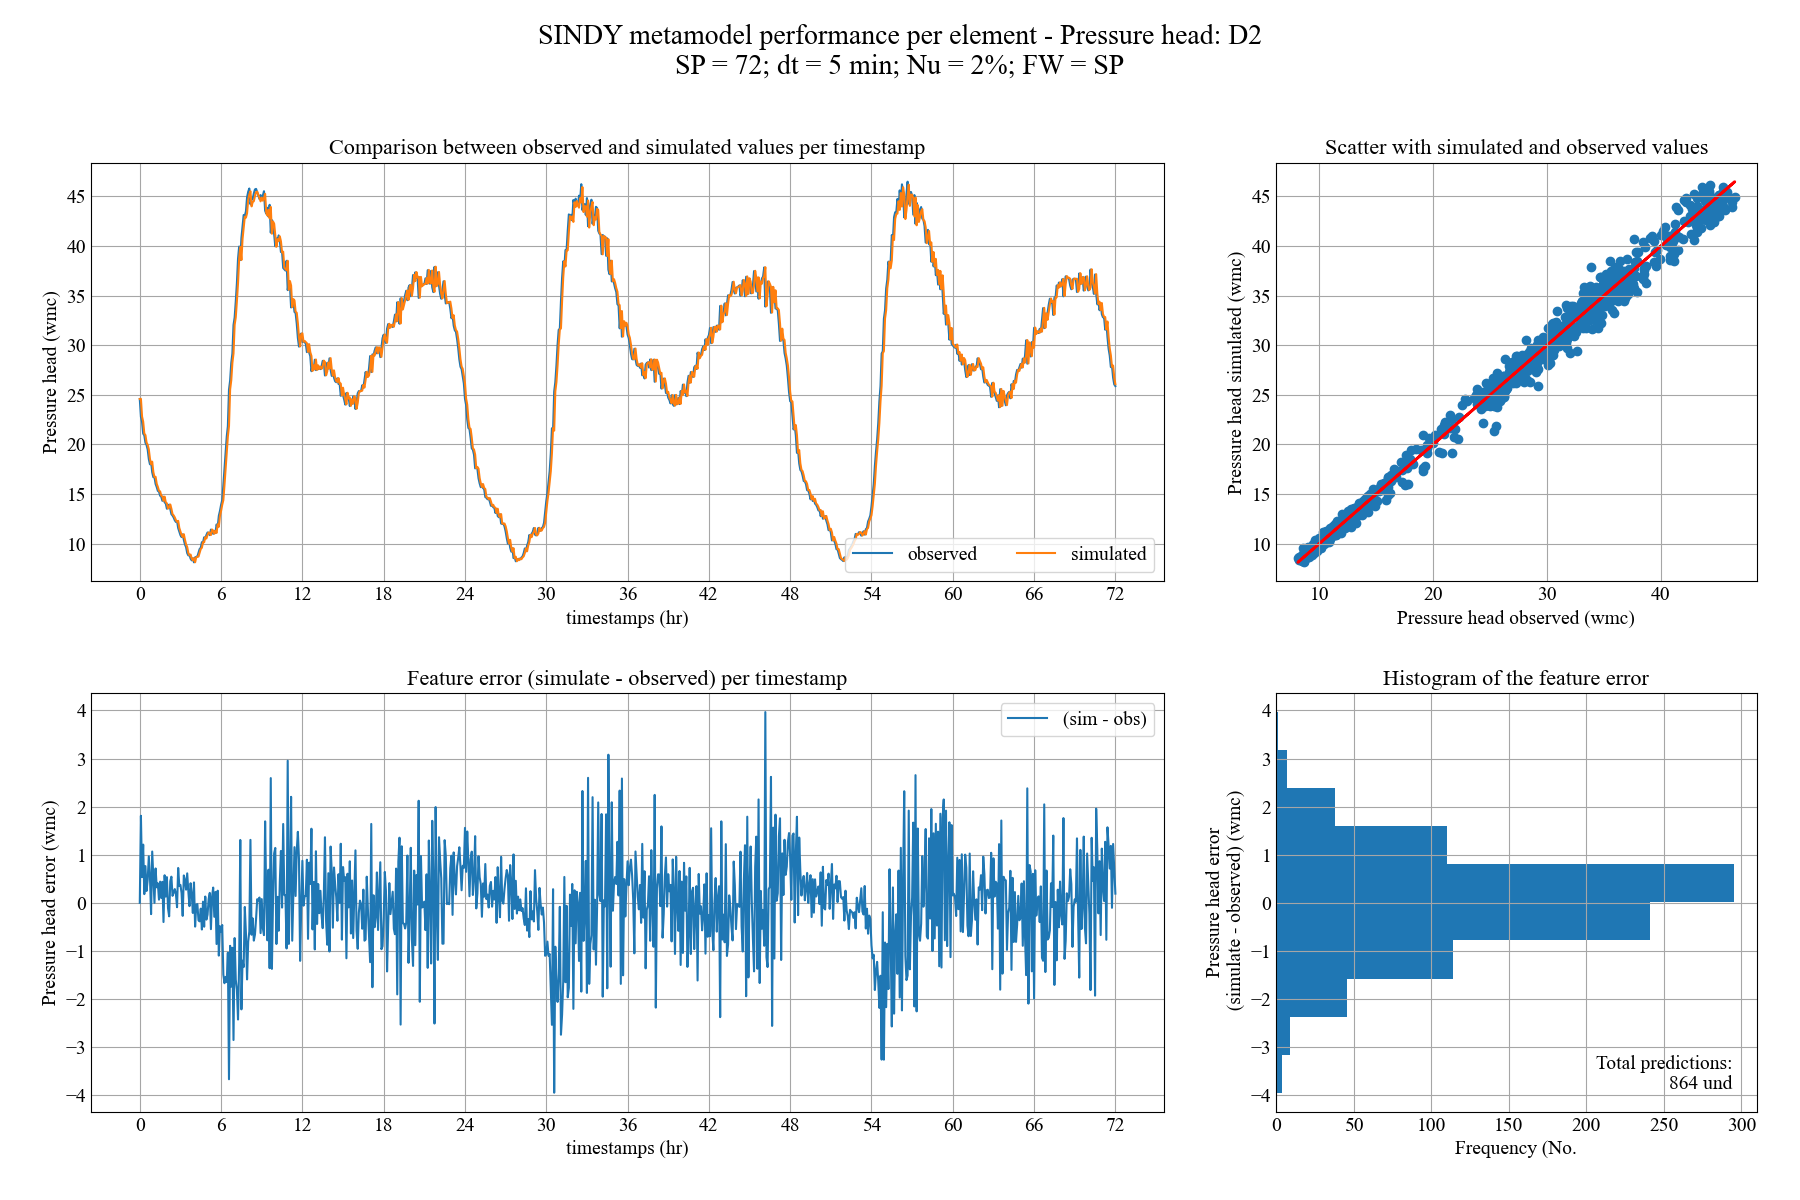 SINDY metamodel performance per element - Pressure head: D2
SP = 72; dt = 5 min; Nu = 2%; FW = SP
Comparison between observed and simulated values per timestamp
Pressure head (wmc)
45
40
35
30
25
20
15
10
observed
simulated
0 6 12 18 24 30 36 42 48 54 60 66 72
timestamps (hr)
Scatter with simulated and observed values
Pressure head simulated (wmc)
45
40
35
30
25
20
15
10
10 20 30 40
Pressure head observed (wmc)
Feature error (simulate - observed) per timestamp
Pressure head error (wmc)
4
3
2
1
0
−1
−2
−3
−4
(sim - obs)
0 6 12 18 24 30 36 42 48 54 60 66 72
timestamps (hr)
Histogram of the feature error
Pressure head error
(simulate - observed) (wmc)
4
3
2
1
0
−1
−2
−3
−4
Total predictions:
864 und
0 50 100 150 200 250 300
Frequency (No.